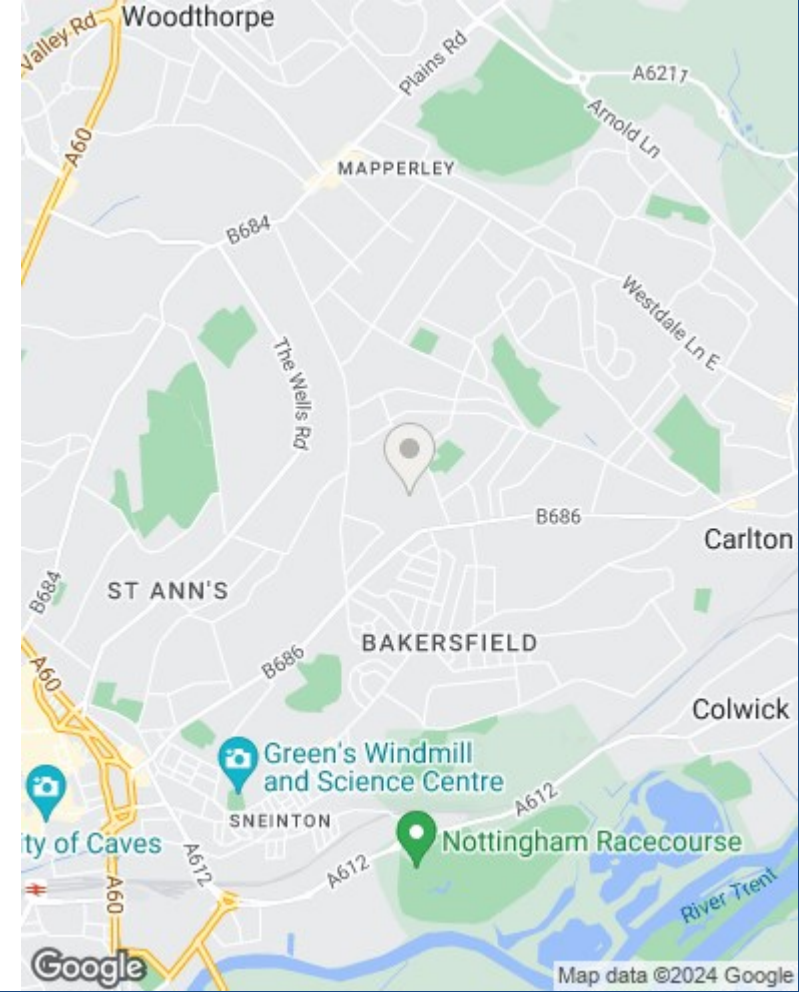 Woodthorpe
Valley Rd
Plains Rd
A6211
A60
Arnold Ln
MAPPERLEY
B684
Westdale Ln E
The Wells Rd
B686
Carlton
B684
ST ANN'S
BAKERSFIELD
A60
B686
Colwick
Green's Windmill
and Science Centre
A612
SNEINTON
ity of Caves
Nottingham Racecourse
A612
A612
A60
River Trent
Google
Map data ©2024 Google